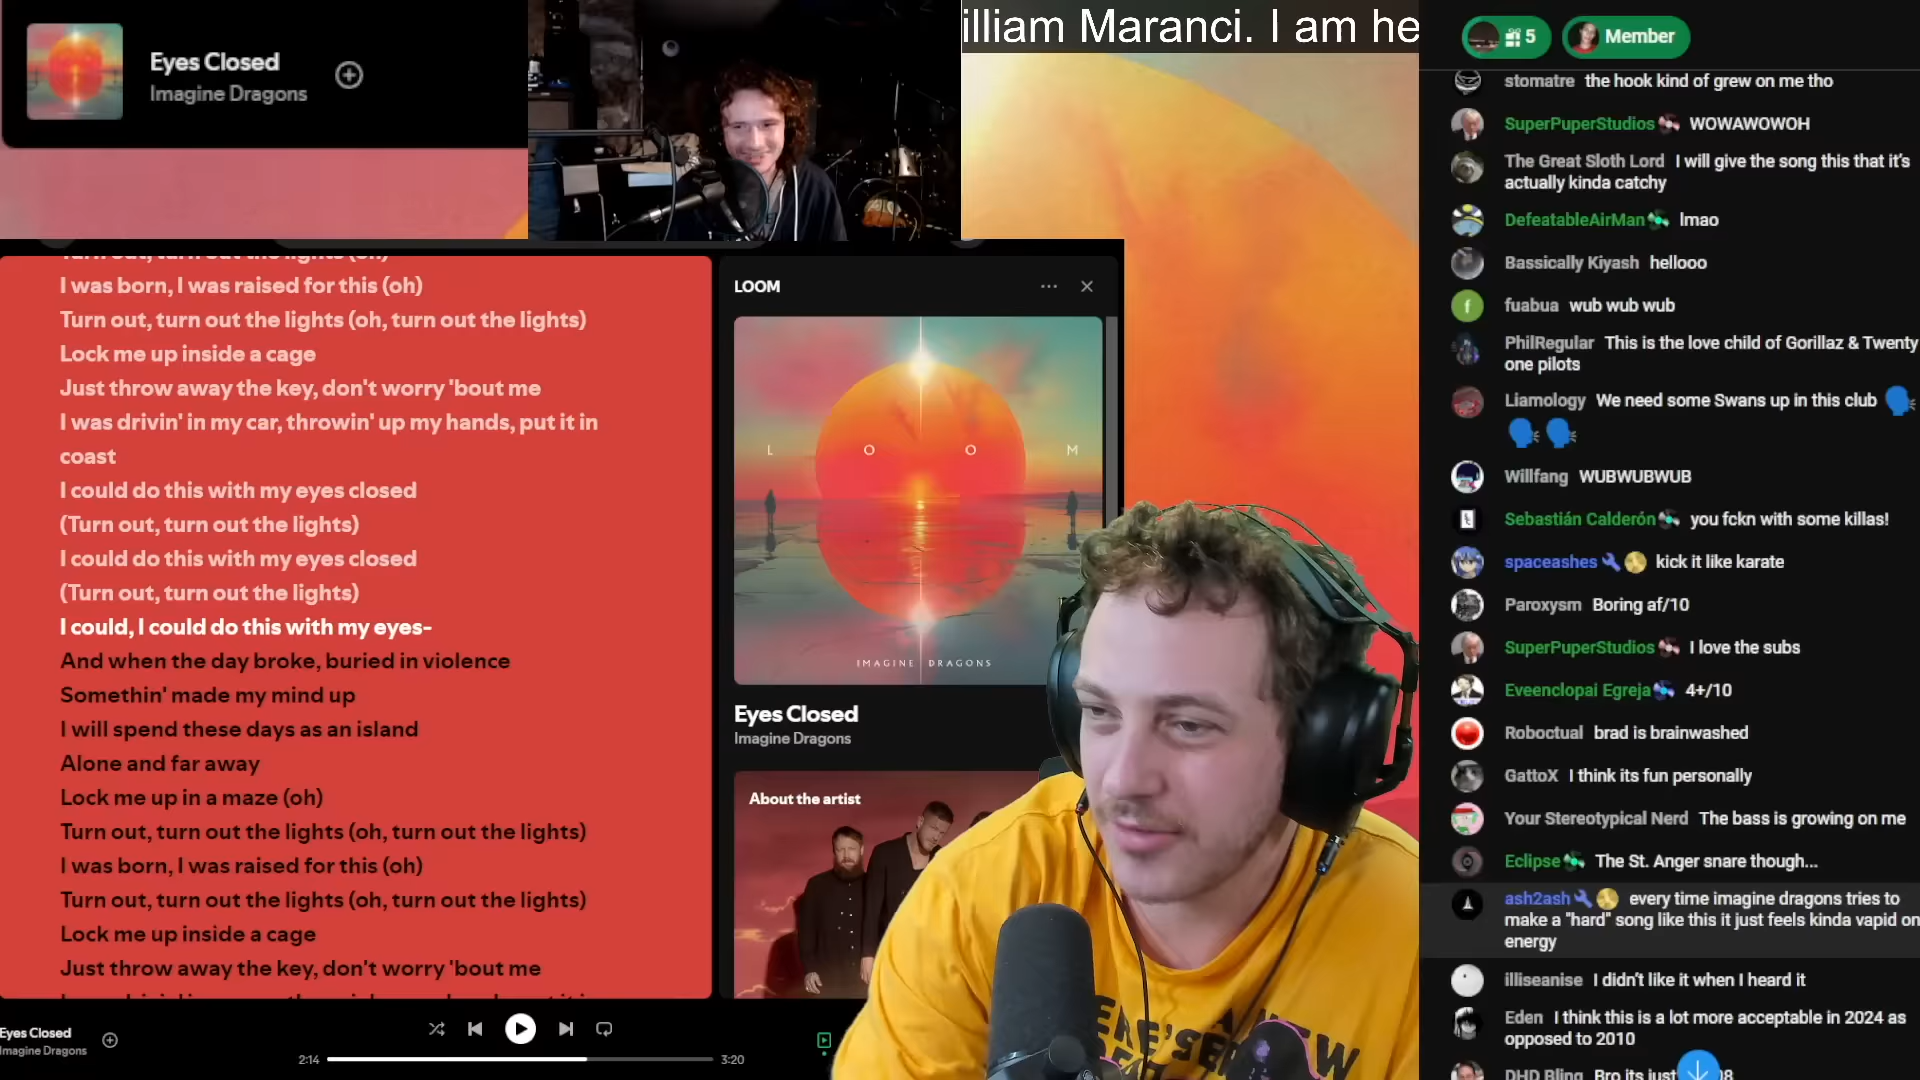 Eyes Closed
Imagine Dragons
illiam Maranci. I am he
5
Member
I was born, I was raised for this (oh)
Turn out, turn out the lights (oh, turn out the lights)
Lock me up inside a cage
Just throw away the key, don't worry 'bout me
I was drivin' in my car, throwin' up my hands, put it in
coast
I could do this with my eyes closed
(Turn out, turn out the lights)
I could do this with my eyes closed
(Turn out, turn out the lights)
I could, I could do this with my eyes-
And when the day broke, buried in violence
Somethin' made my mind up
I will spend these days as an island
Alone and far away
Lock me up in a maze (oh)
Turn out, turn out the lights (oh, turn out the lights)
I was born, I was raised for this (oh)
Turn out, turn out the lights (oh, turn out the lights)
Lock me up inside a cage
Just throw away the key, don't worry 'bout me
LOOM
L O O M
IMAGINE DRAGONS
Eyes Closed
Imagine Dragons
About the artist
Eyes Closed
Imagine Dragons
2:14
3:20
stomatre the hook kind of grew on me tho
SuperPuperStudios WOWAWOWOH
The Great Sloth Lord I will give the song this that it's
actually kinda catchy
DefeatableAirMan lmao
Bassically Kiyash hellooo
f
fuabua wub wub wub
PhilRegular This is the love child of Gorillaz & Twenty
one pilots
Liamology We need some Swans up in this club
Willfang WUBWUBWUB
Sebastián Calderón you fckn with some killas!
spaceashes kick it like karate
Paroxysm Boring af/10
SuperPuperStudios I love the subs
Eveenclopai Egreja 4+/10
Roboctual brad is brainwashed
GattoX I think its fun personally
Your Stereotypical Nerd The bass is growing on me
Eclipse The St. Anger snare though...
ash2ash every time imagine dragons tries to
make a "hard" song like this it just feels kinda vapid on
energy
illiseanise I didn't like it when I heard it
Eden I think this is a lot more acceptable in 2024 as
opposed to 2010
DHD Bling Bro its just